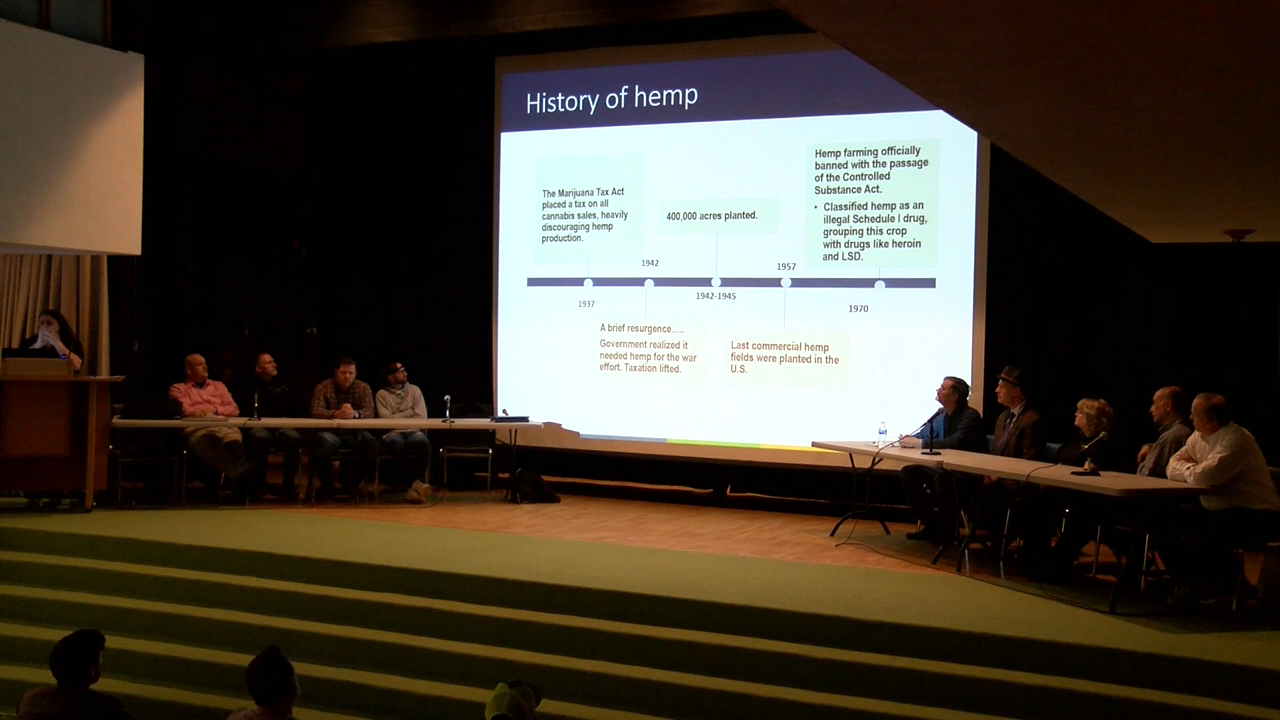 History of hemp
The Marijuana Tax Act
placed a tax on all
cannabis sales, heavily
discouraging hemp
production.
400,000 acres planted.
Hemp farming officially
banned with the passage
of the Controlled
Substance Act.
• Classified hemp as an
illegal Schedule I drug,
grouping this crop
with drugs like heroin
and LSD.
1942
1957
1937
1942-1945
1970
A brief resurgence.....
Government realized it
needed hemp for the war
effort. Taxation lifted.
Last commercial hemp
fields were planted in the
U.S.